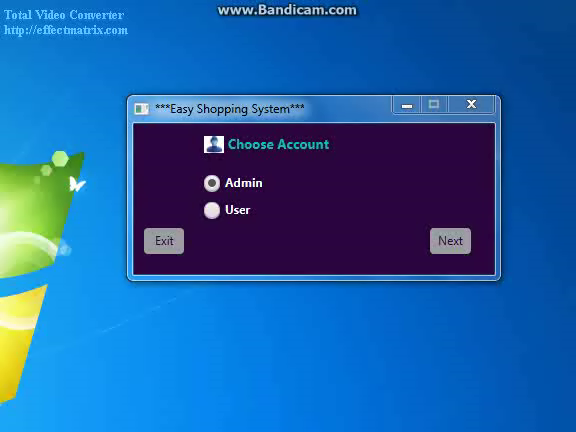 www.Bandicam.com
Total Video Converter
http://effectmatrix.com
***Easy Shopping System***
Choose Account
Admin
User
Exit
Next